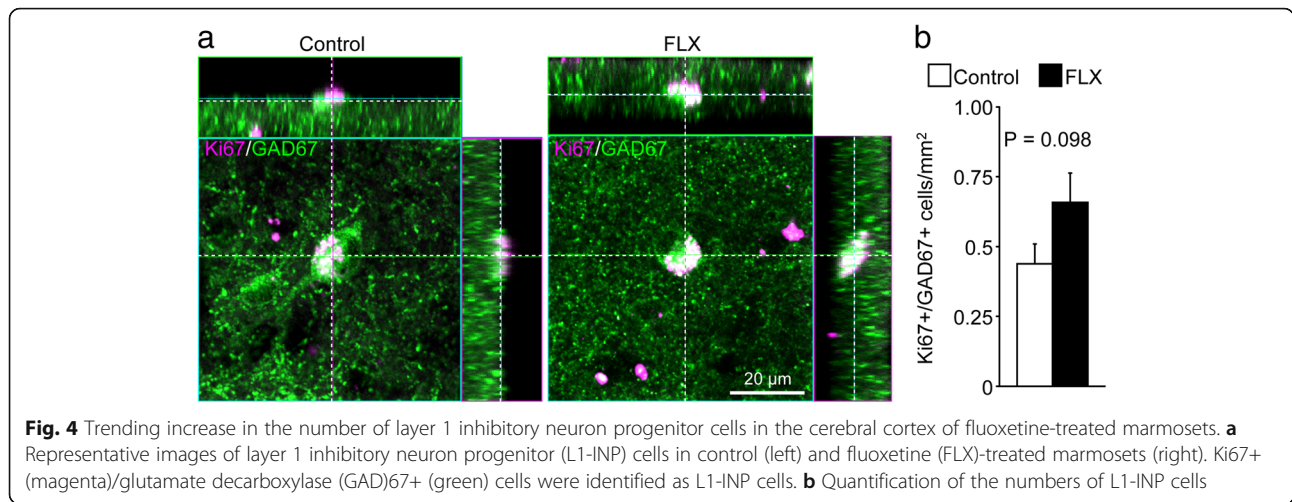 a
Control
FLX
Ki67/GAD67
Ki67/GAD67
20 μm
b
Control FLX
Ki67+/GAD67+ cells/mm²
1.00
0.75
0.5
0.25
0
P = 0.098
Fig. 4 Trending increase in the number of layer 1 inhibitory neuron progenitor cells in the cerebral cortex of fluoxetine-treated marmosets. a
Representative images of layer 1 inhibitory neuron progenitor (L1-INP) cells in control (left) and fluoxetine (FLX)-treated marmosets (right). Ki67+
(magenta)/glutamate decarboxylase (GAD)67+ (green) cells were identified as L1-INP cells. b Quantification of the numbers of L1-INP cells